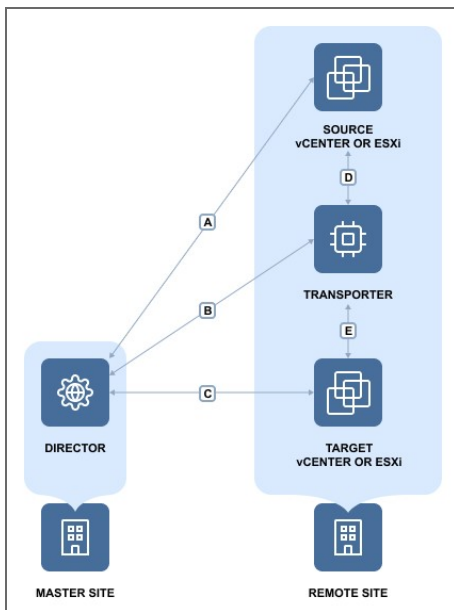 SOURCE
vCENTER OR ESXi
D
A
TRANSPORTER
B
E
C
DIRECTOR
TARGET
vCENTER OR ESXi
MASTER SITE
REMOTE SITE